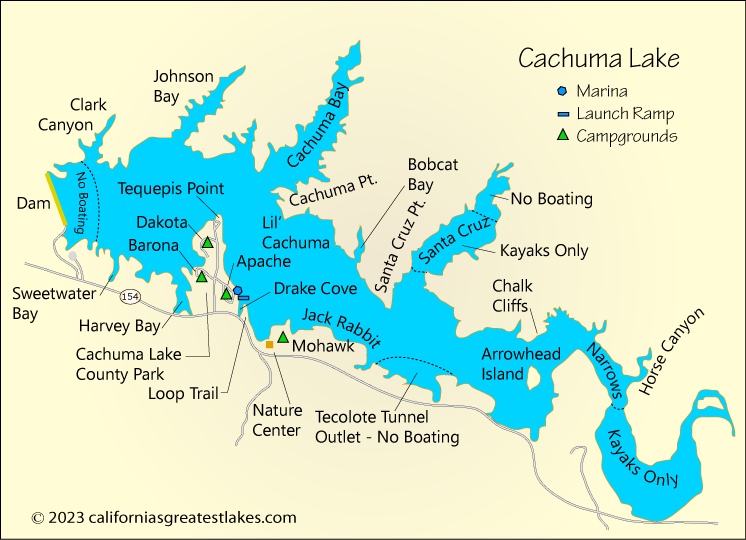 Cachuma Lake
Marina
Launch Ramp
Campgrounds
Johnson
Bay
Clark
Canyon
Cachuma Bay
Bobcat
Bay
No Boating
Dam
Tequepis Point
Cachuma Pt.
Santa Cruz Pt.
Santa Cruz
No Boating
Kayaks Only
Dakota
Barona
Lil'
Cachuma
Apache
Drake Cove
Chalk
Cliffs
Sweetwater
Bay
154
Harvey Bay
Jack Rabbit
Mohawk
Cachuma Lake
County Park
Loop Trail
Arrowhead
Island
Narrows
Horse Canyon
Nature
Center
Tecolote Tunnel
Outlet - No Boating
Kayaks Only
© 2023 californiasgreatestlakes.com